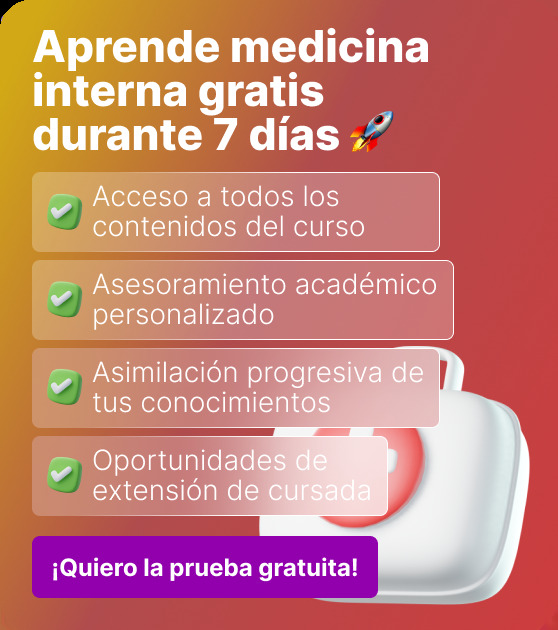 Aprende medicina
interna gratis
durante 7 días 🚀
Acceso a todos los
contenidos del curso
Asesoramiento académico
personalizado
Asimilación progresiva de
tus conocimientos
Oportunidades de
extensión de cursada
¡Quiero la prueba gratuita!